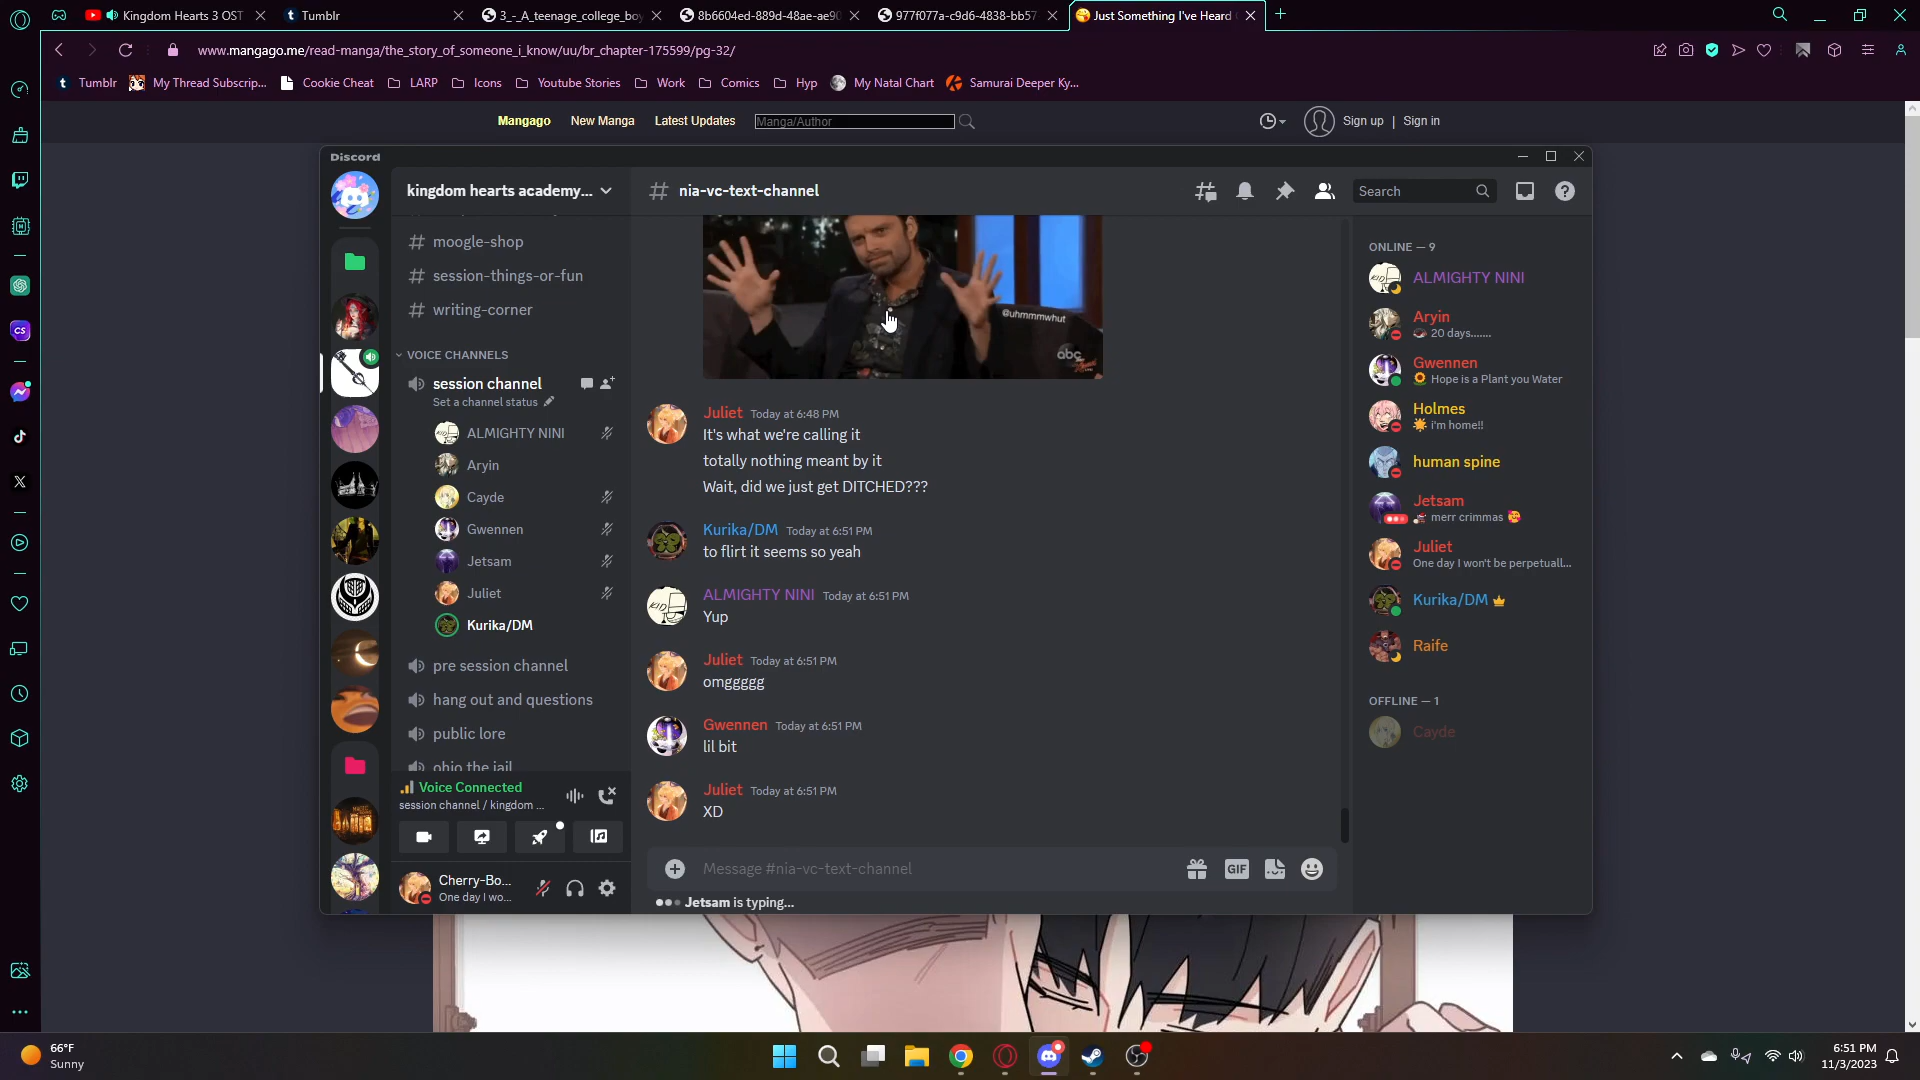 Kingdom Hearts 3 OST
Tumblr
3_-_A_teenage_college_boy
8b6604ed-889d-48ae-ae90
977f077a-c9d6-4838-bb57
Just Something I've Heard
www.mangago.me/read-manga/the_story_of_someone_i_know/uu/br_chapter-175599/pg-32/
Tumblr
My Thread Subscrip...
Cookie Cheat
LARP
Icons
Youtube Stories
Work
Comics
Hyp
My Natal Chart
Samurai Deeper Ky...
Mangago
New Manga
Latest Updates
Manga/Author
Sign up | Sign in
Discord
kingdom hearts academy...
# nia-vc-text-channel
Search
# moogle-shop
# session-things-or-fun
# writing-corner
VOICE CHANNELS
session channel
Set a channel status
ALMIGHTY NINI
Aryin
Cayde
Gwennen
Jetsam
Juliet
Kurika/DM
pre session channel
hang out and questions
public lore
ohio the jail
Voice Connected
session channel / kingdom ...
Cherry-Bo...
One day I wo...
@uhmmmwhut
abc
Juliet Today at 6:48 PM
It's what we're calling it
totally nothing meant by it
Wait, did we just get DITCHED???
Kurika/DM Today at 6:51 PM
to flirt it seems so yeah
ALMIGHTY NINI Today at 6:51 PM
Yup
Juliet Today at 6:51 PM
omggggg
Gwennen Today at 6:51 PM
lil bit
Juliet Today at 6:51 PM
XD
Message #nia-vc-text-channel
GIF
Jetsam is typing...
ONLINE — 9
ALMIGHTY NINI
Aryin
20 days.......
Gwennen
Hope is a Plant you Water
Holmes
i'm home!!
human spine
Jetsam
merr crimmas
Juliet
One day I won't be perpetuall...
Kurika/DM
Raife
OFFLINE — 1
Cayde
66°F
Sunny
6:51 PM
11/3/2023